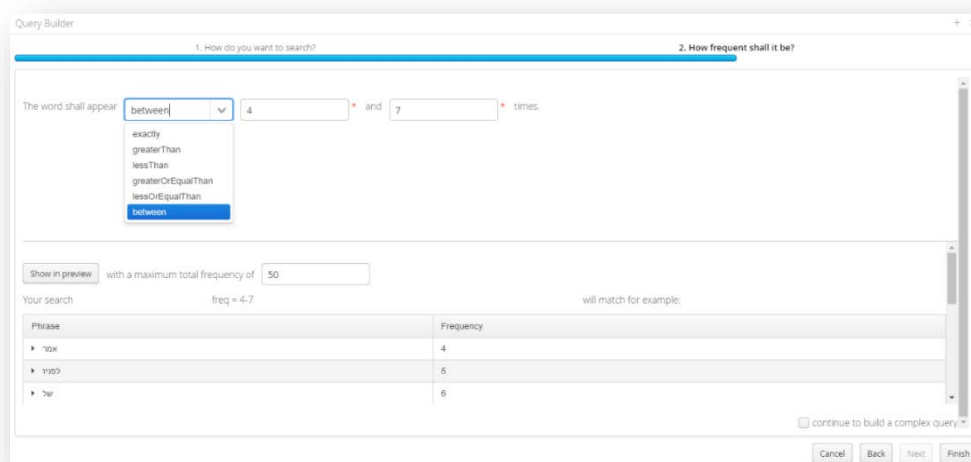 Query Builder
1. How do you want to search? 2. How frequent shall it be?
The word shall appear between 4 * and 7 * times.
exactly
greaterThan
lessThan
greaterOrEqualThan
lessOrEqualThan
between
Show in preview with a maximum total frequency of 50
Your search freq = 4-7 will match for example:
Phrase Frequency
אמר 4
לפניו 5
של 6
continue to build a complex query
Cancel Back Next Finish